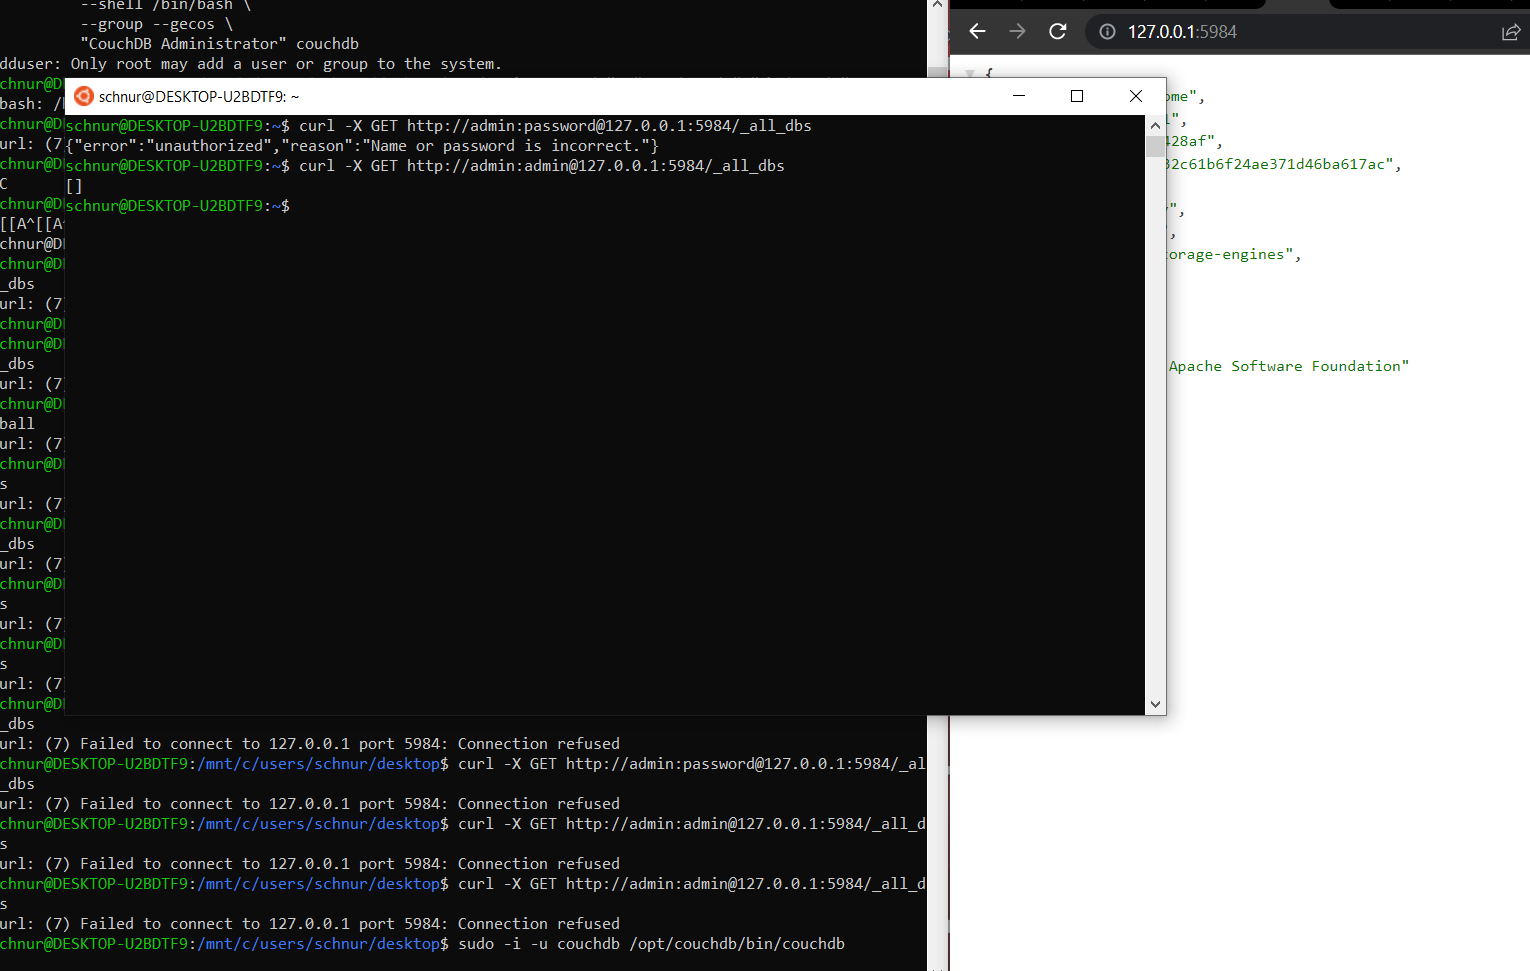 --shell /bin/bash \
--group --gecos \
"CouchDB Administrator" couchdb
dduser: Only root may add a user or group to the system.
chnur@D
bash: /
chnur@D
url: (7
chnur@D
C
chnur@D
[[A^[[A
chnur@D
chnur@D
_dbs
url: (7)
chnur@D
chnur@D
_dbs
url: (7)
chnur@D
ball
url: (7)
chnur@D
s
url: (7)
chnur@D
_dbs
url: (7)
chnur@D
s
url: (7)
chnur@D
s
url: (7)
chnur@D
_dbs
url: (7) Failed to connect to 127.0.0.1 port 5984: Connection refused
chnur@DESKTOP-U2BDTF9:/mnt/c/users/schnur/desktop$ curl -X GET http://admin:password@127.0.0.1:5984/_al
_dbs
url: (7) Failed to connect to 127.0.0.1 port 5984: Connection refused
chnur@DESKTOP-U2BDTF9:/mnt/c/users/schnur/desktop$ curl -X GET http://admin:admin@127.0.0.1:5984/_all_d
s
url: (7) Failed to connect to 127.0.0.1 port 5984: Connection refused
chnur@DESKTOP-U2BDTF9:/mnt/c/users/schnur/desktop$ curl -X GET http://admin:admin@127.0.0.1:5984/_all_d
s
url: (7) Failed to connect to 127.0.0.1 port 5984: Connection refused
chnur@DESKTOP-U2BDTF9:/mnt/c/users/schnur/desktop$ sudo -i -u couchdb /opt/couchdb/bin/couchdb
schnur@DESKTOP-U2BDTF9: ~
schnur@DESKTOP-U2BDTF9:~$ curl -X GET http://admin:password@127.0.0.1:5984/_all_dbs
{"error":"unauthorized","reason":"Name or password is incorrect."}
schnur@DESKTOP-U2BDTF9:~$ curl -X GET http://admin:admin@127.0.0.1:5984/_all_dbs
[]
schnur@DESKTOP-U2BDTF9:~$
127.0.0.1:5984
{
ome",
",
428af",
32c61b6f24ae371d46ba617ac",
",
,
orage-engines",
Apache Software Foundation"